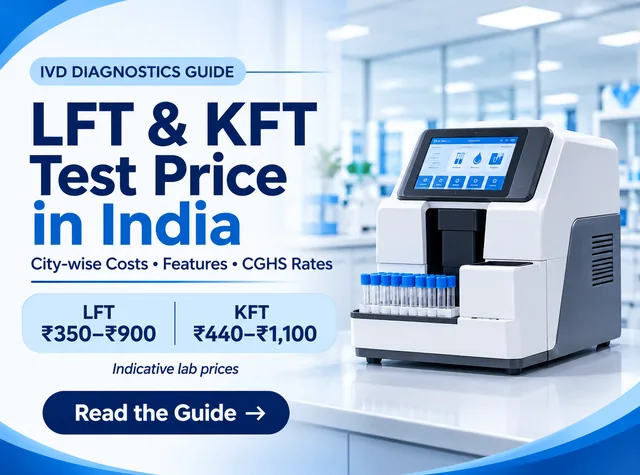 IVD DIAGNOSTICS GUIDE
LFT & KFT
Test Price
in India
City-wise Costs • Features • CGHS Rates
LFT
₹350–₹900
KFT
₹440–₹1,100
Indicative lab prices
Read the Guide →